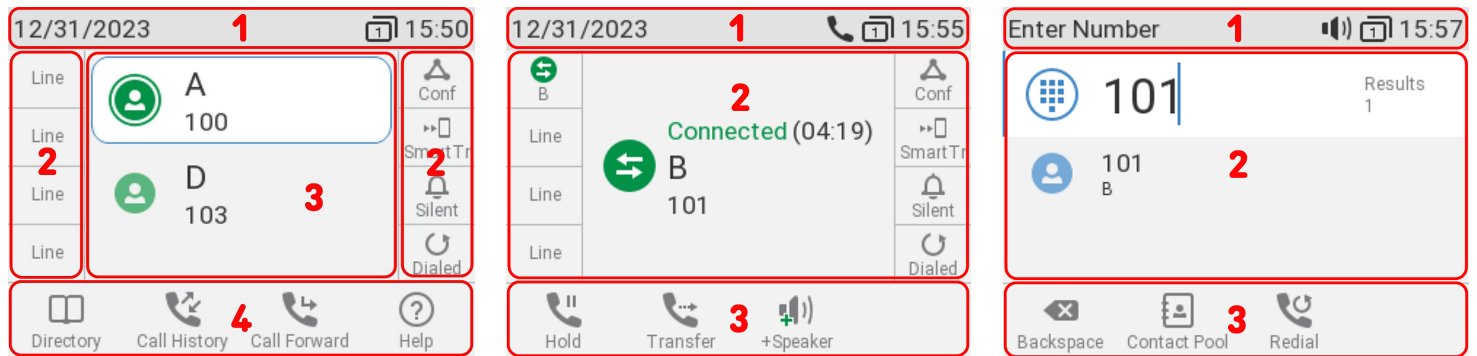 12/31/2023 1 1 15:50
Line
Line
Line
Line
2
A
100
D
103
3
Conf
SmartTr
2
Silent
Dialed
4
Directory Call History Call Forward Help
12/31/2023 1 1 15:55
B
Line
Line
Line
2
Connected (04:19)
B
101
Conf
SmartTr
Silent
Dialed
3
Hold Transfer +Speaker
Enter Number 1 1 15:57
101
Results
1
101
B
2
3
Backspace Contact Pool Redial